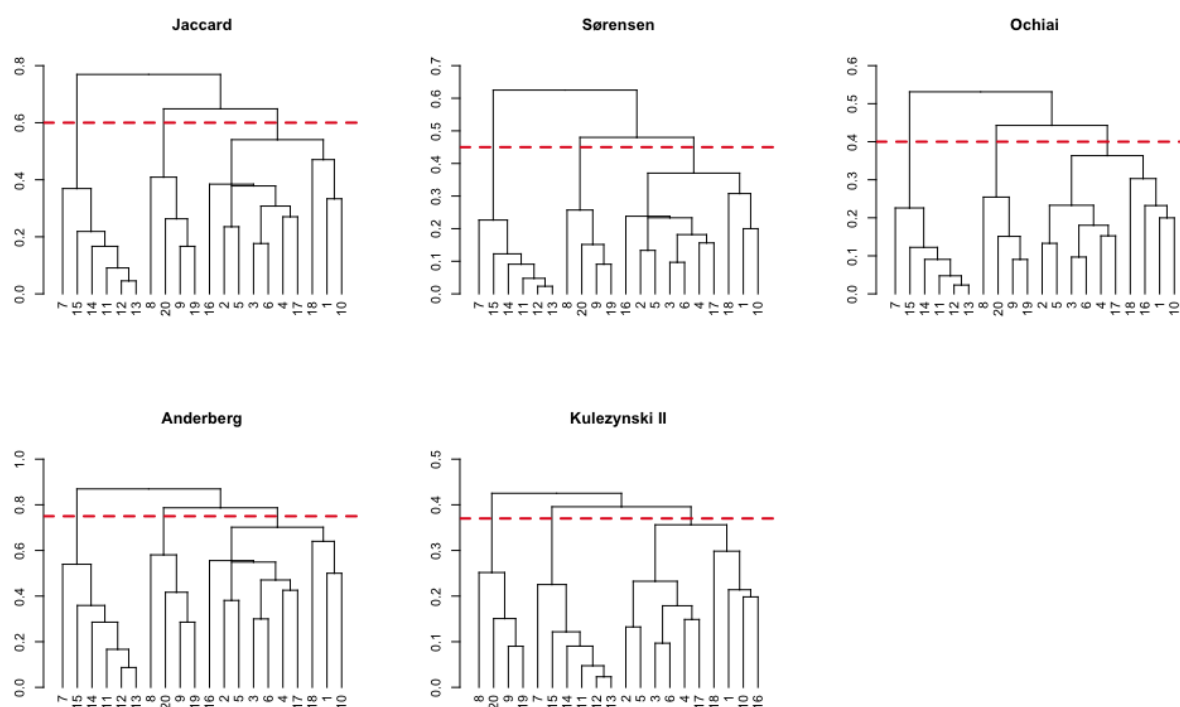 Jaccard
0.0 0.2 0.4 0.6 0.8
7 15 14 11 12 13 8 20 9 19 16 2 5 3 6 4 17 18 1 10
Sørensen
0.0 0.1 0.2 0.3 0.4 0.5 0.6 0.7
7 15 14 11 12 13 8 20 9 19 16 2 5 3 6 4 17 18 1 10
Ochiai
0.0 0.1 0.2 0.3 0.4 0.5 0.6
7 15 14 11 12 13 8 20 9 19 2 5 3 6 4 17 18 16 1 10
Anderberg
0.0 0.2 0.4 0.6 0.8 1.0
7 15 14 11 12 13 8 20 9 19 16 2 5 3 6 4 17 18 1 10
Kulezynski II
0.0 0.1 0.2 0.3 0.4 0.5
8 20 9 19 7 15 14 11 12 13 2 5 3 6 4 17 18 1 10 16